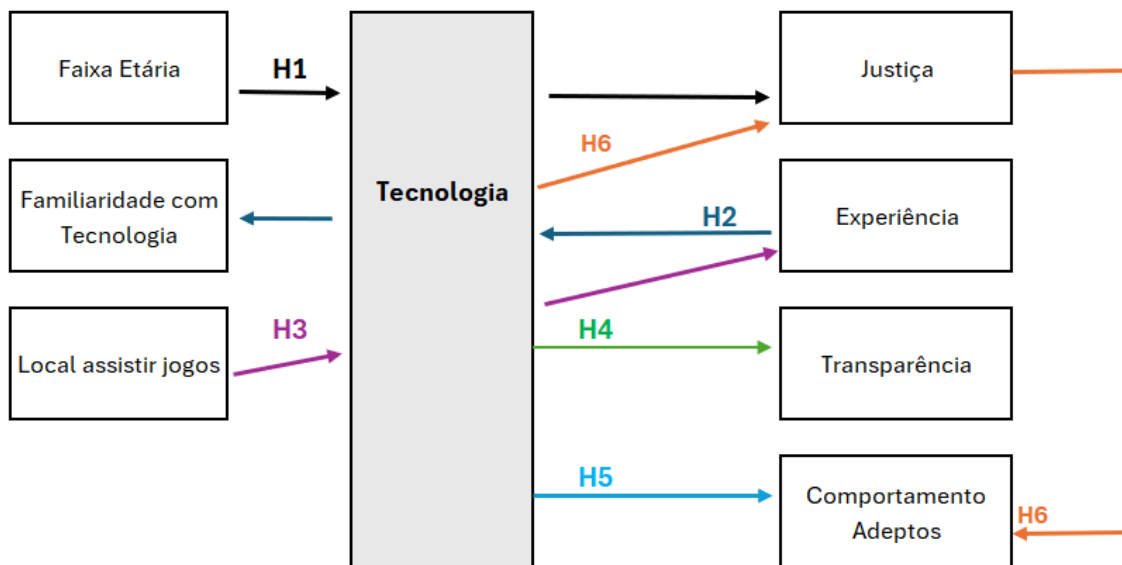 Faixa Etária
H1
Justiça
H6
Tecnologia
Familiaridade com
Tecnologia
H2
Experiência
H3
Local assistir jogos
H4
Transparência
H5
Comportamento
Adeptos
H6